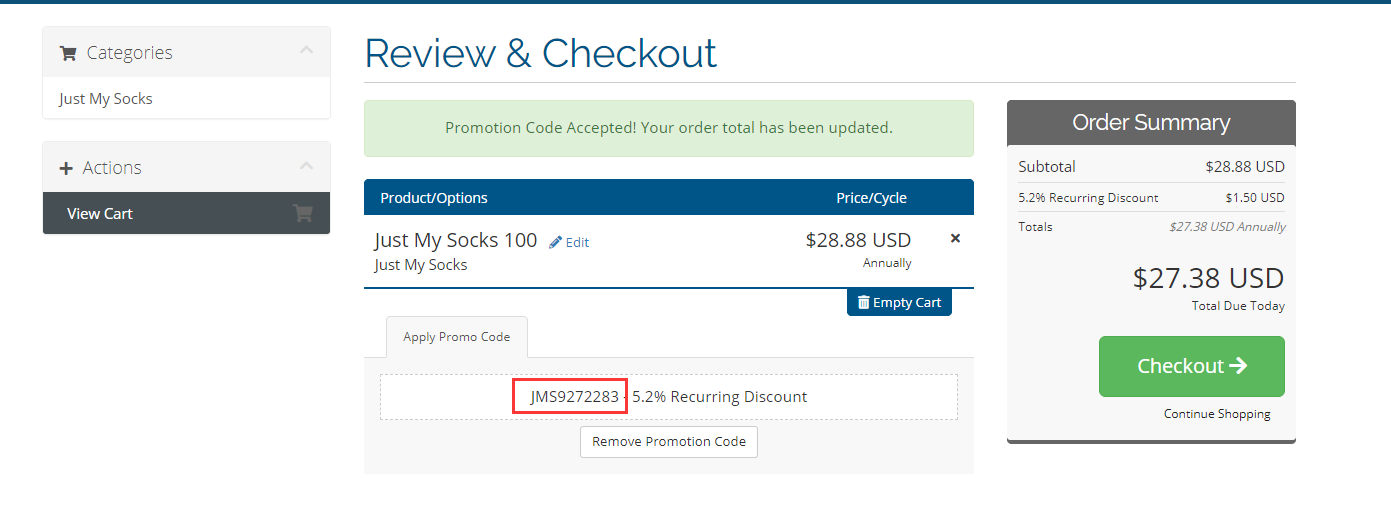 Categories
Just My Socks
Actions
View Cart
Review & Checkout
Promotion Code Accepted! Your order total has been updated.
Product/Options Price/Cycle
Just My Socks 100 Edit $28.88 USD
Just My Socks Annually
Empty Cart
Apply Promo Code
JMS9272283 - 5.2% Recurring Discount
Remove Promotion Code
Order Summary
Subtotal $28.88 USD
5.2% Recurring Discount $1.50 USD
Totals $27.38 USD Annually
$27.38 USD
Total Due Today
Checkout
Continue Shopping